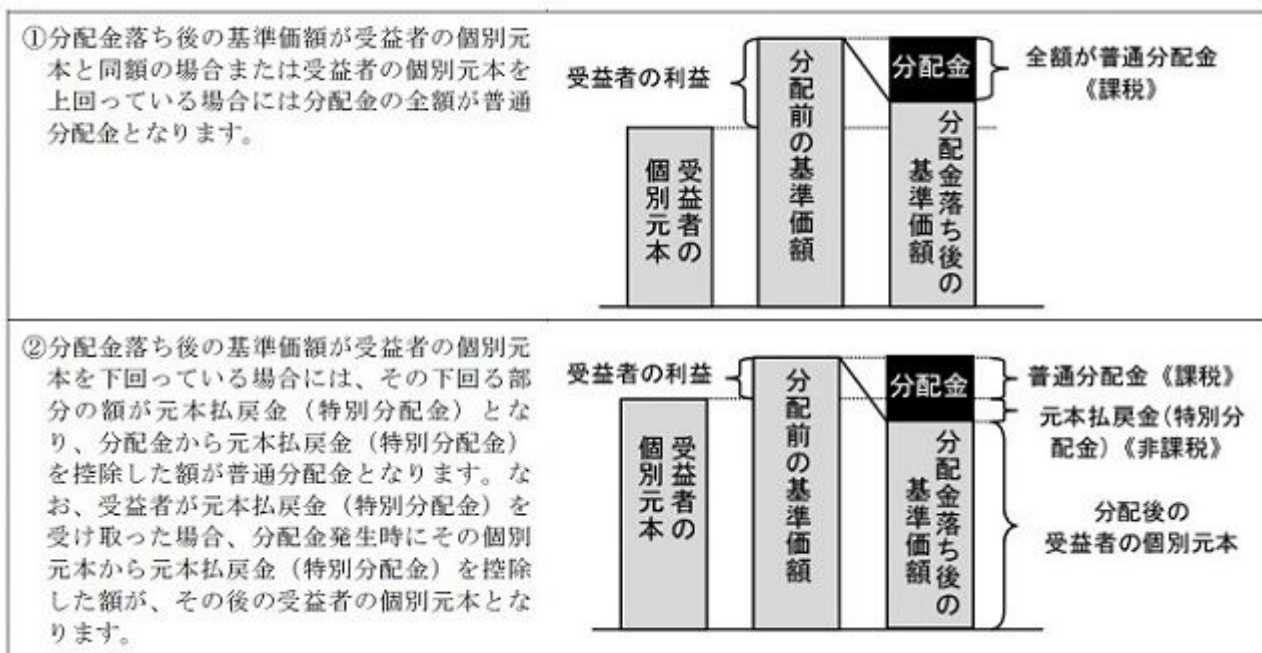 ①分配金落ち後の基準価額が受益者の個別元
本と同額の場合または受益者の個別元本を
上回っている場合には分配金の全額が普通
分配金となります。
受益者の利益
受益者の
個別元本
分配前の基準価額
分配金
分配金落ち後の
基準価額
全額が普通分配金
《課税》
②分配金落ち後の基準価額が受益者の個別元
本を下回っている場合には、その下回る部
分の額が元本払戻金（特別分配金）とな
り、分配金から元本払戻金（特別分配金）
を控除した額が普通分配金となります。な
お、受益者が元本払戻金（特別分配金）を
受け取った場合、分配金発生時にその個別
元本から元本払戻金（特別分配金）を控除
した額が、その後の受益者の個別元本とな
ります。
受益者の利益
受益者の
個別元本
分配前の基準価額
分配金
分配金落ち後の
基準価額
普通分配金《課税》
元本払戻金(特別分
配金)《非課税》
分配後の
受益者の個別元本